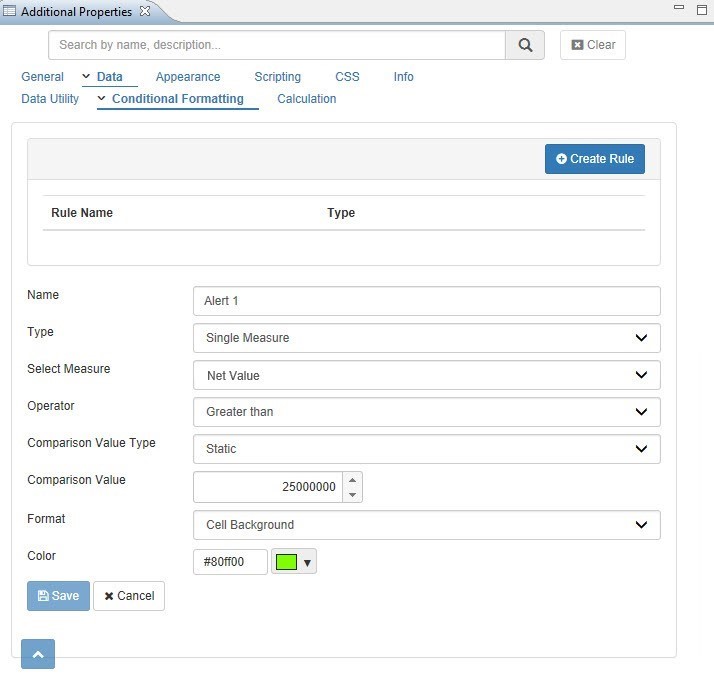 Additional Properties
Search by name, description...
Clear
General Data Appearance Scripting CSS Info
Data Utility Conditional Formatting Calculation
Create Rule
Rule Name Type
Name Alert 1
Type Single Measure
Select Measure Net Value
Operator Greater than
Comparison Value Type Static
Comparison Value 25000000
Format Cell Background
Color #80ff00
Save Cancel